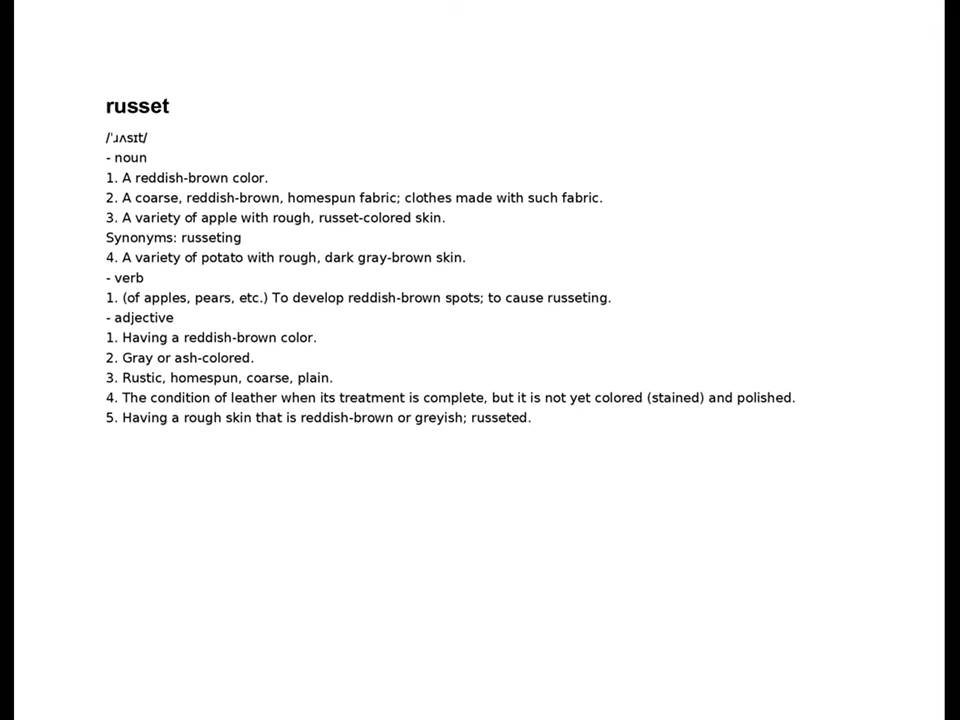 russet
/ˈɹʌsɪt/
- noun
1. A reddish-brown color.
2. A coarse, reddish-brown, homespun fabric; clothes made with such fabric.
3. A variety of apple with rough, russet-colored skin.
Synonyms: russeting
4. A variety of potato with rough, dark gray-brown skin.
- verb
1. (of apples, pears, etc.) To develop reddish-brown spots; to cause russeting.
- adjective
1. Having a reddish-brown color.
2. Gray or ash-colored.
3. Rustic, homespun, coarse, plain.
4. The condition of leather when its treatment is complete, but it is not yet colored (stained) and polished.
5. Having a rough skin that is reddish-brown or greyish; russeted.